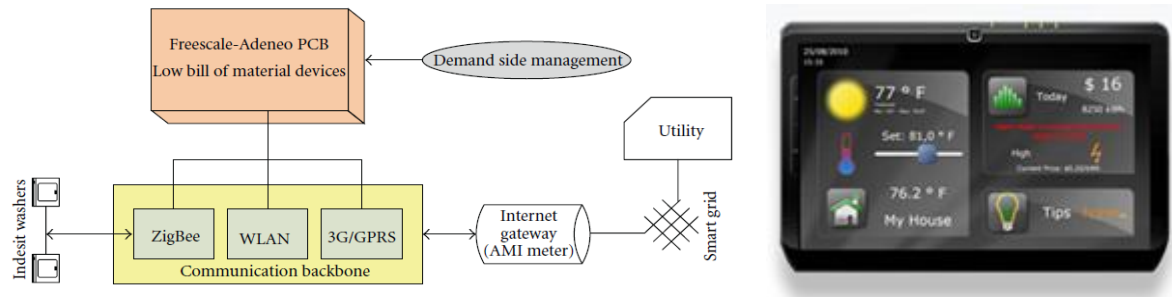 Freescale-Adeneo PCB
Low bill of material devices
Demand side management
Utility
Indesit washers
ZigBee
WLAN
3G/GPRS
Communication backbone
Internet
gateway
(AMI meter)
Smart grid
25/08/2010
77 ° F
Set: 81.0 ° F
76.2 ° F
My House
Today
$ 16
High
Tips